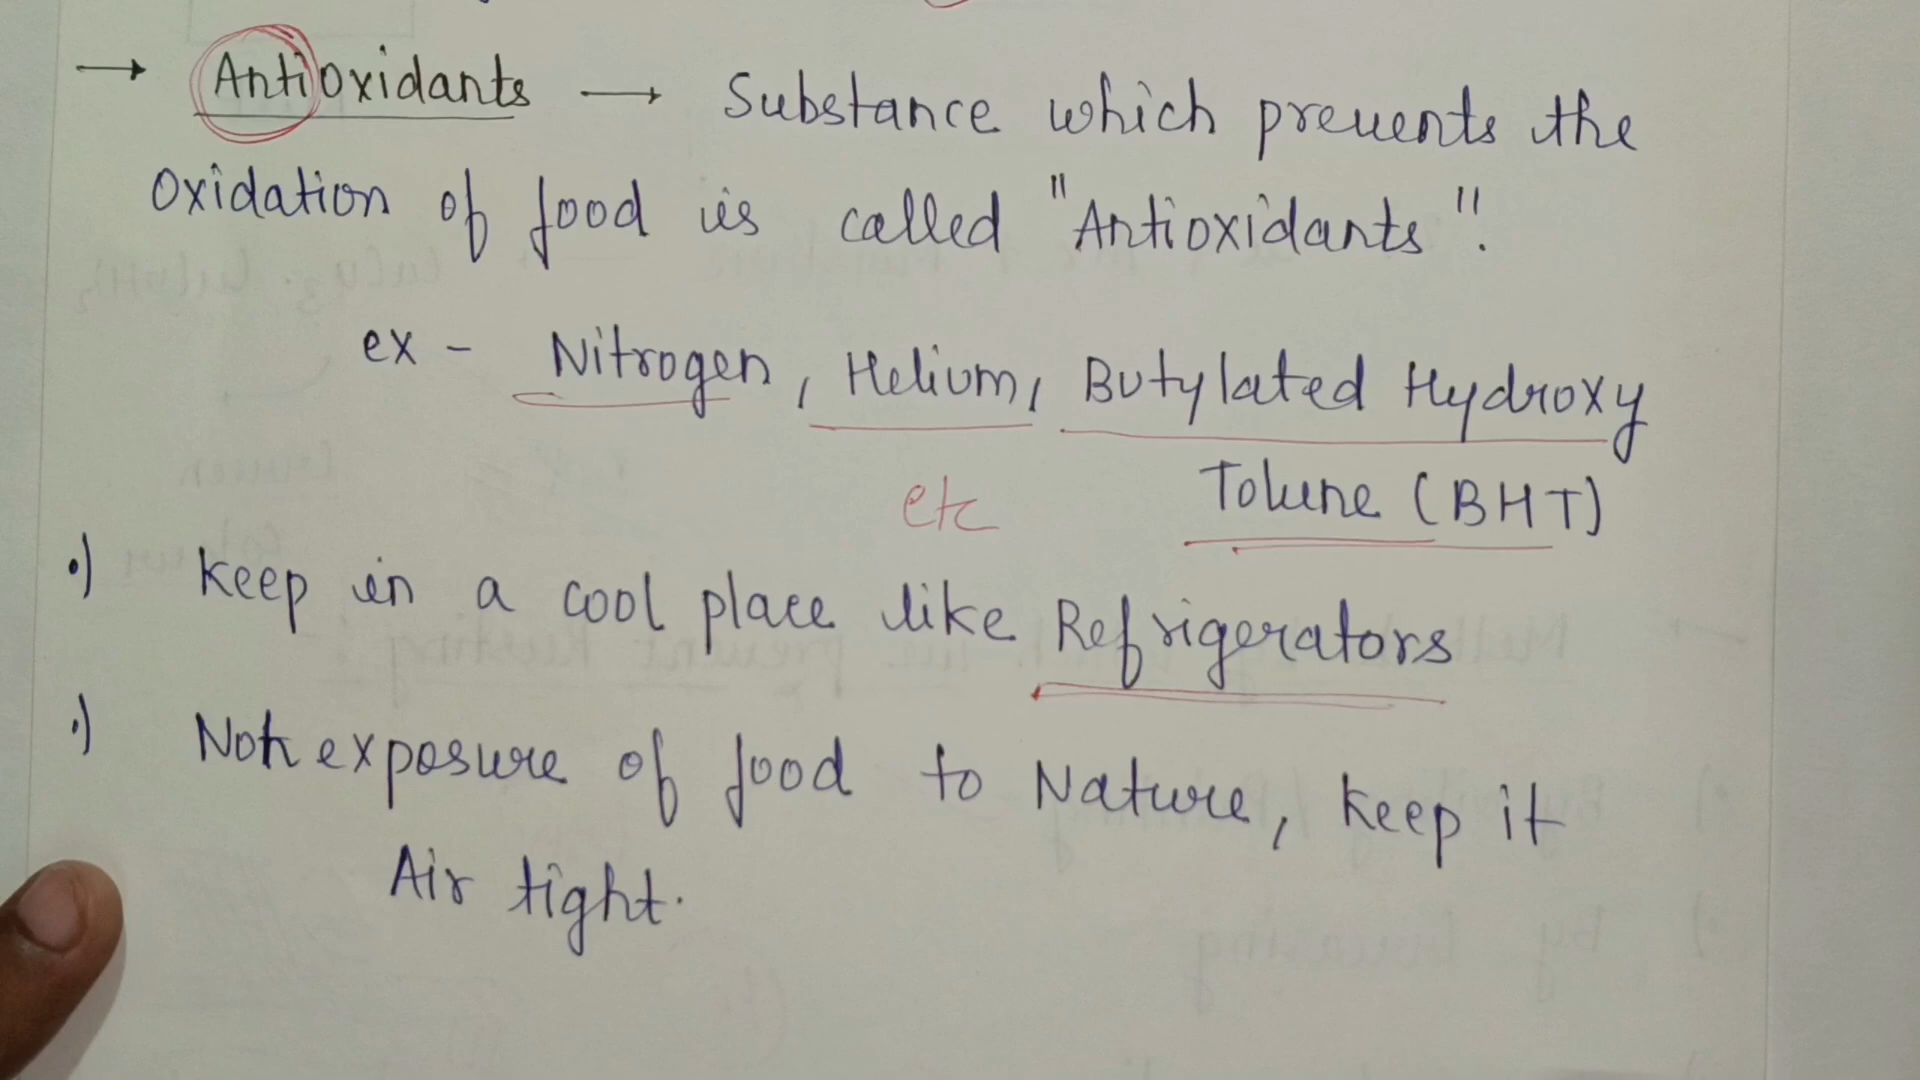 → Antioxidants → Substance which prevents the
oxidation of food is called "Antioxidants".
ex - Nitrogen, Helium, Butylated Hydroxy
etc Tolune (BHT)
•) Keep in a cool place like Refrigerators
•) Not exposure of food to Nature, keep it
Air tight.